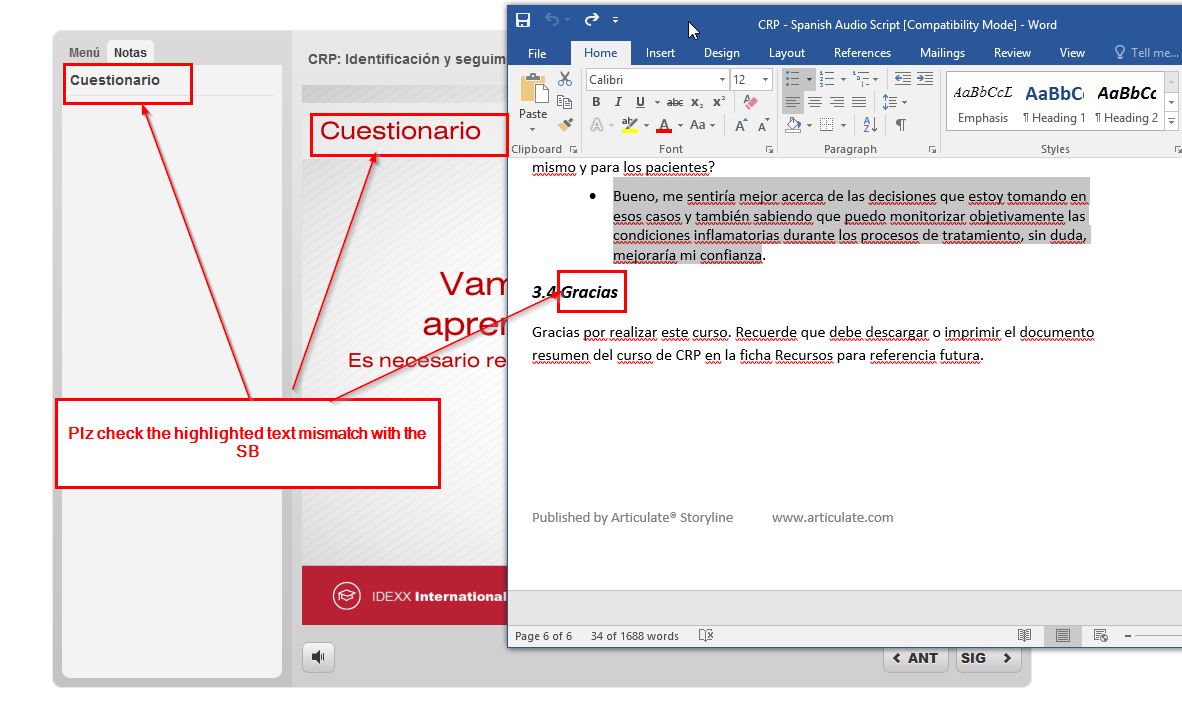 CRP - Spanish Audio Script [Compatibility Mode] - Word
File Home Insert Design Layout References Mailings Review View Tell me...
Paste
Calibri 12
B I U abc x₂ x²
A ab A Aa A A
AaBbCcL AaBbC AaBbCc
Emphasis ¶ Heading 1 ¶ Heading 2
Clipboard Font Paragraph Styles
Menú Notas
Cuestionario
CRP: Identificación y seguim
Cuestionario
Vam
apren
Es necesario re
mismo y para los pacientes?
• Bueno, me sentiría mejor acerca de las decisiones que estoy tomando en
esos casos y también sabiendo que puedo monitorizar objetivamente las
condiciones inflamatorias durante los procesos de tratamiento, sin duda,
mejoraría mi confianza.
3.4 Gracias
Gracias por realizar este curso. Recuerde que debe descargar o imprimir el documento
resumen del curso de CRP en la ficha Recursos para referencia futura.
Plz check the highlighted text mismatch with the
SB
Published by Articulate® Storyline www.articulate.com
IDEXX International
Page 6 of 6 34 of 1688 words
ANT SIG